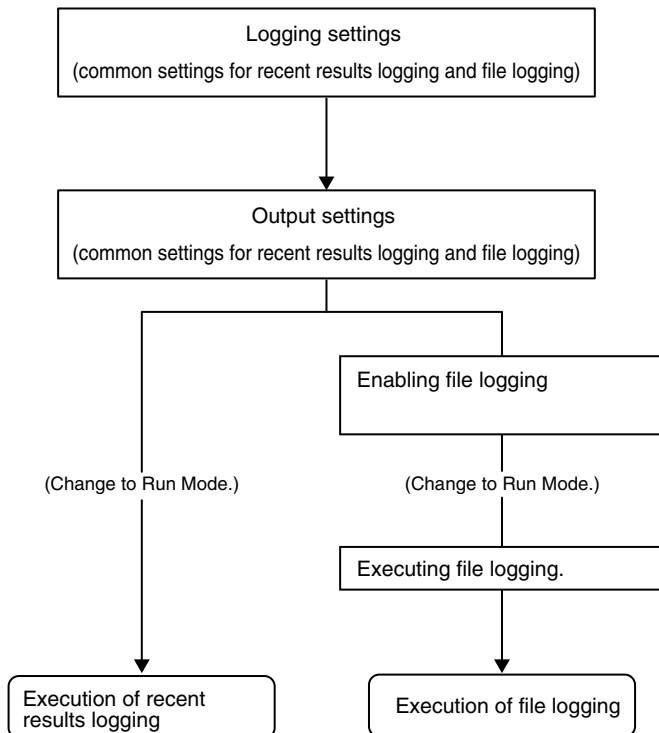 Logging settings
(common settings for recent results logging and file logging)
Output settings
(common settings for recent results logging and file logging)
Enabling file logging
(Change to Run Mode.)
(Change to Run Mode.)
Executing file logging.
Execution of recent
results logging
Execution of file logging